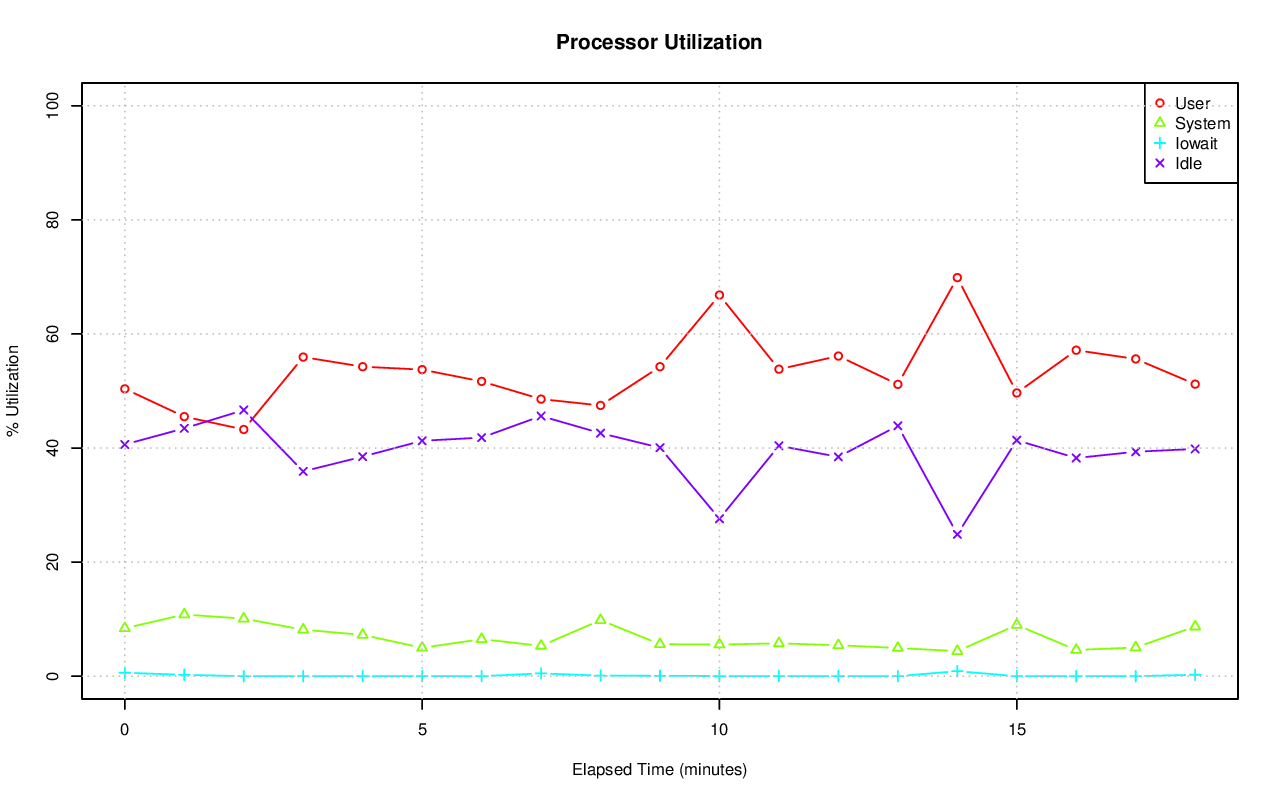 Processor Utilization
% Utilization
100
80
60
40
20
0
User
System
Iowait
Idle
0 5 10 15
Elapsed Time (minutes)